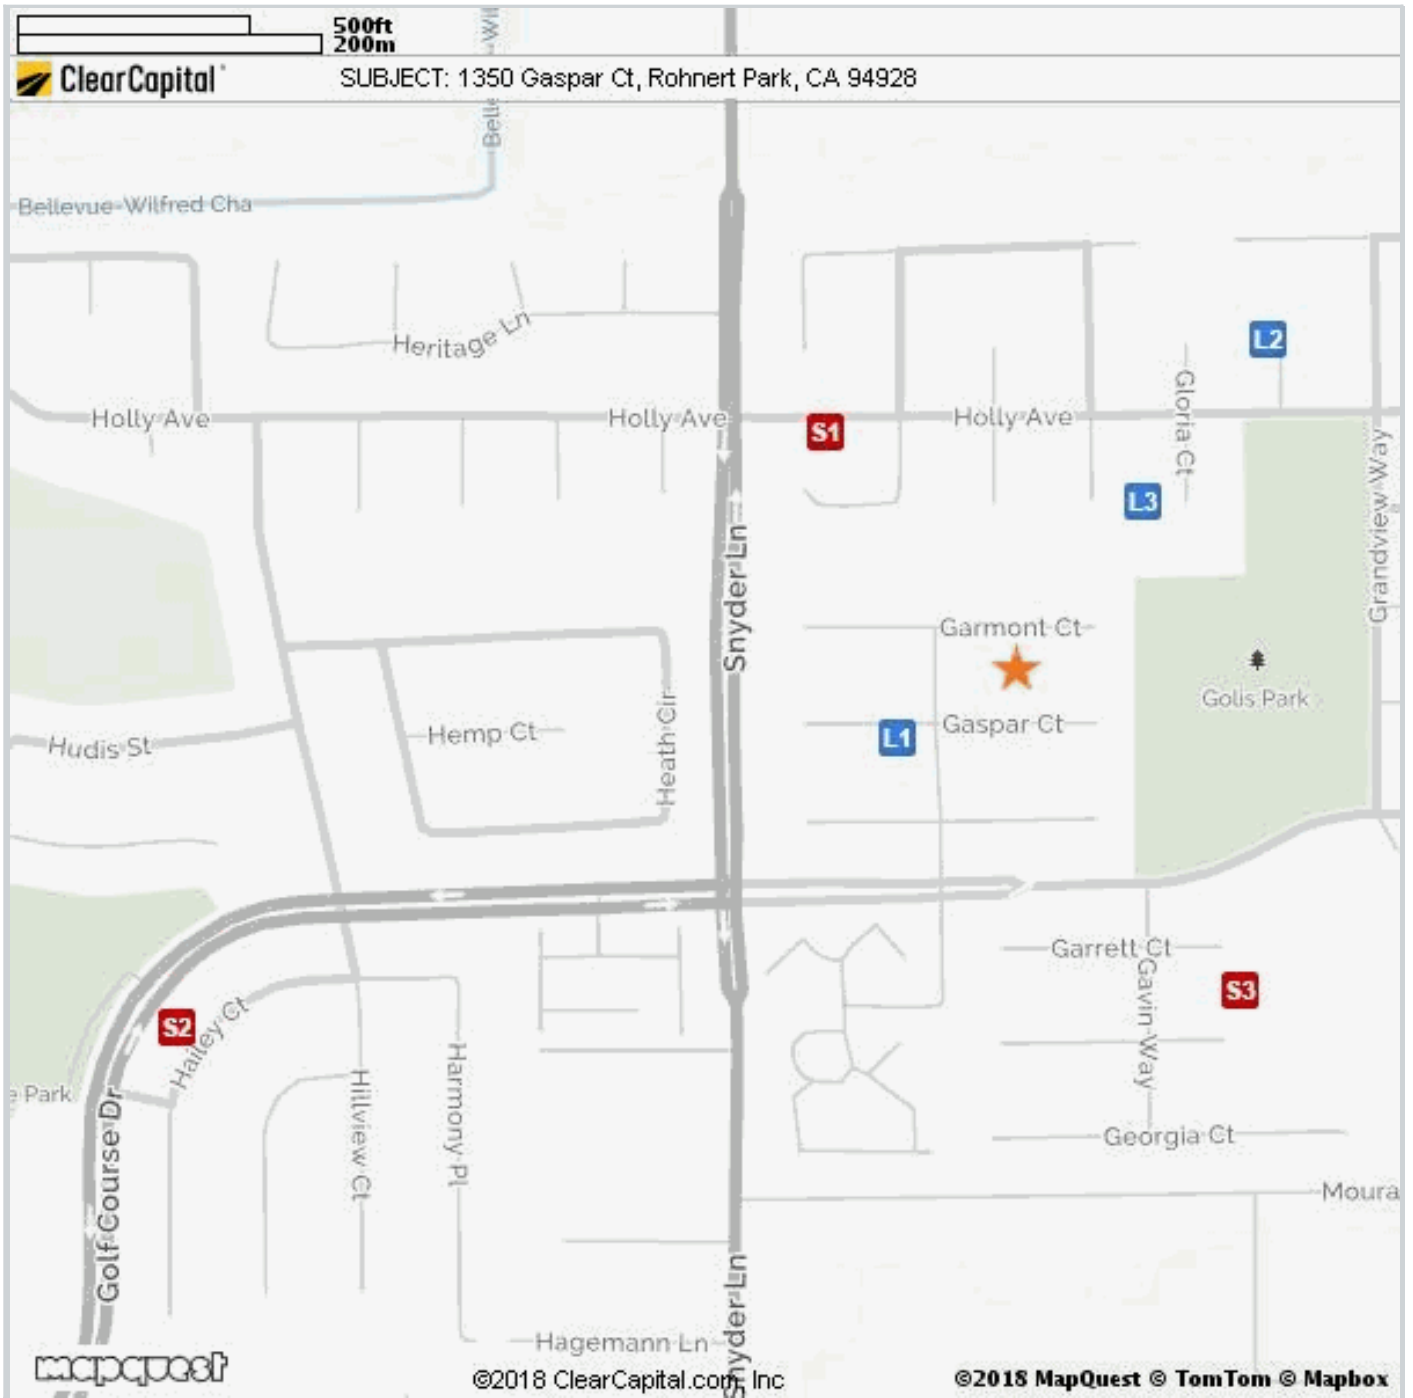 500ft
200m
ClearCapital
SUBJECT: 1350 Gaspar Ct, Rohnert Park, CA 94928
Bellevue-Wilfred Cha
Heritage Ln
L2
Holly Ave
Holly Ave
S1
Holly Ave
Gloria Ct
L3
Grandview Way
Snyder Ln
Garmont Ct
Golis Park
Gaspar Ct
L1
Hemp Ct
Heath Cir
Hudis St
Garrett Ct
Gavin Way
S3
S2
Hailey Ct
Park
Golf Course Dr
Hillview Ct
Harmony Pl
Georgia Ct
Moura
Snyder Ln
Hagemann Ln
mapquest
©2018 ClearCapital.com, Inc
©2018 MapQuest © TomTom © Mapbox